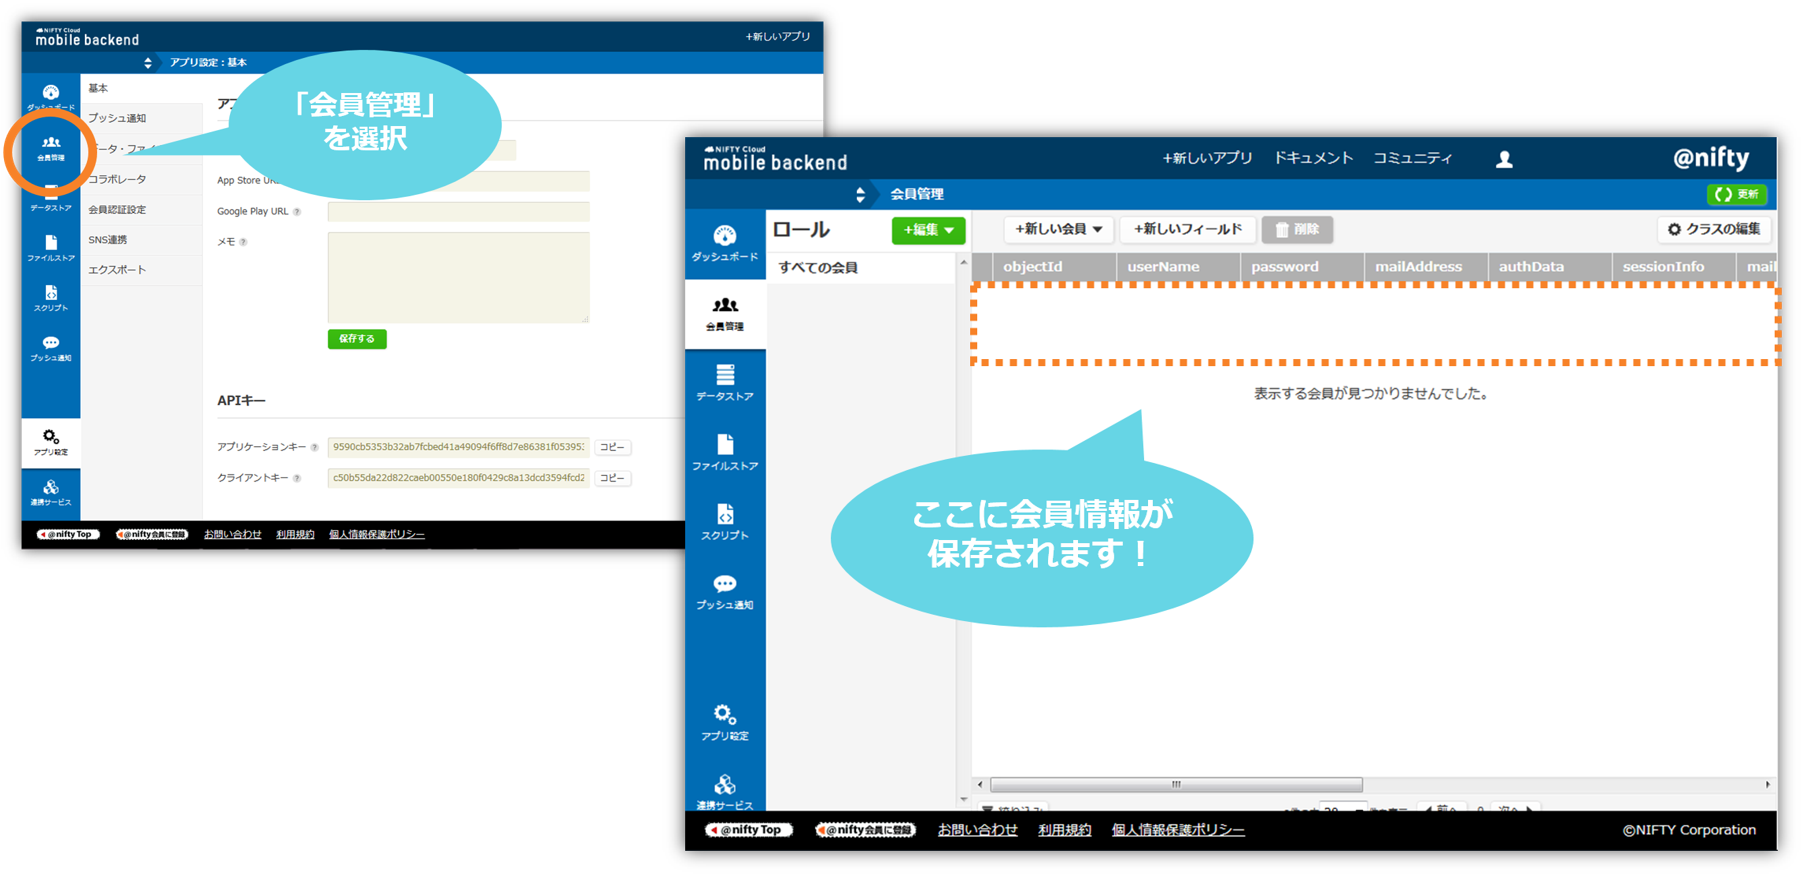 NIFTY Cloud
mobile backend
+新しいアプリ
アプリ設定：基本
ダッシュボード
会員管理
データストア
ファイルストア
スクリプト
プッシュ通知
アプリ設定
連携サービス
基本
プッシュ通知
コラボレータ
会員認証設定
SNS連携
エクスポート
「会員管理」
を選択
App Store
Google Play URL
メモ
保存する
APIキー
アプリケーションキー
9590cb5353b32ab7fcbed41a49094f6ff8d7e86381f05395
コピー
クライアントキー
c50b55da22d822caeb00550e180f0429c8a13dcd3594fcd2
コピー
@nifty Top
@nifty会員に登録
お問い合わせ
利用規約
個人情報保護ポリシー
NIFTY Cloud
mobile backend
+新しいアプリ
ドキュメント
コミュニティ
@nifty
会員管理
更新
ダッシュボード
会員管理
データストア
ファイルストア
スクリプト
プッシュ通知
アプリ設定
連携サービス
ロール
+編集
すべての会員
+新しい会員
+新しいフィールド
削除
クラスの編集
objectId
userName
password
mailAddress
authData
sessionInfo
mail
表示する会員が見つかりませんでした。
ここに会員情報が
保存されます！
@nifty Top
@nifty会員に登録
お問い合わせ
利用規約
個人情報保護ポリシー
©NIFTY Corporation